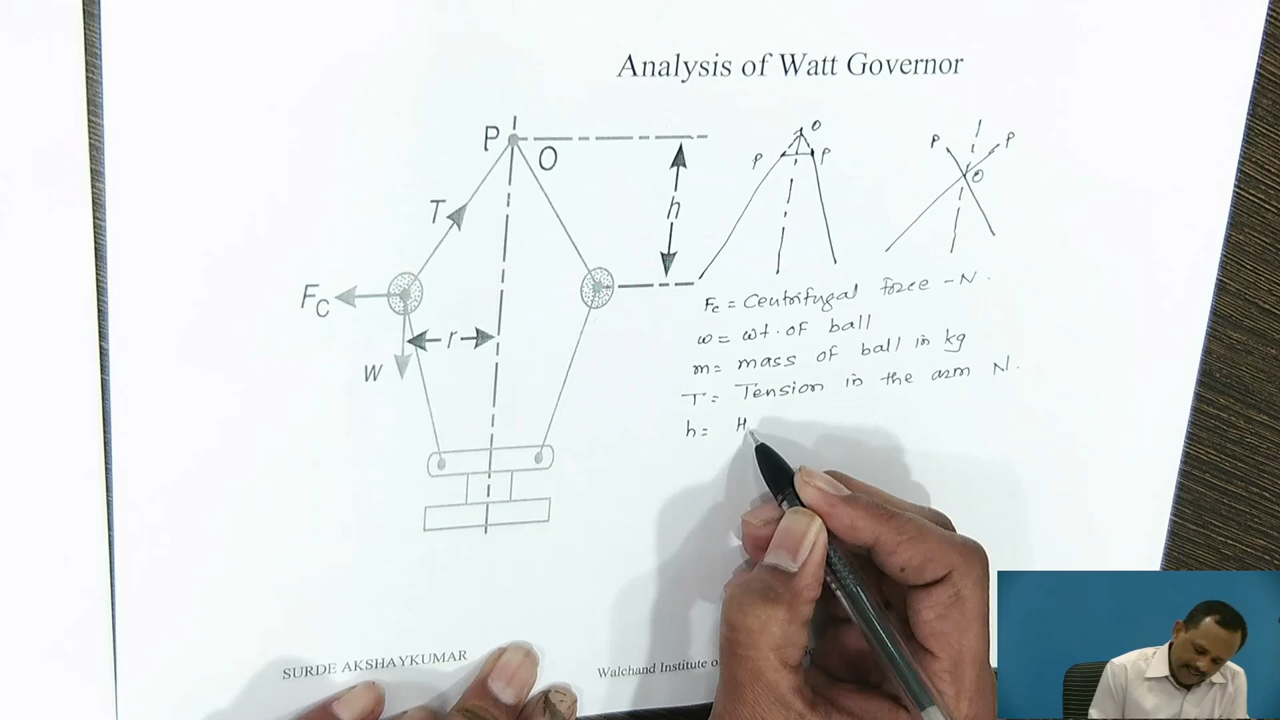 Analysis of Watt Governor
P
O
T
h
FC
r
W
O
P
P
P
P
O
Fc = Centrifugal force - N.
w = wt. of ball
m = mass of ball in kg
T = Tension in the arm N.
h = H
SURDE AKSHAYKUMAR
Walchand Institute o